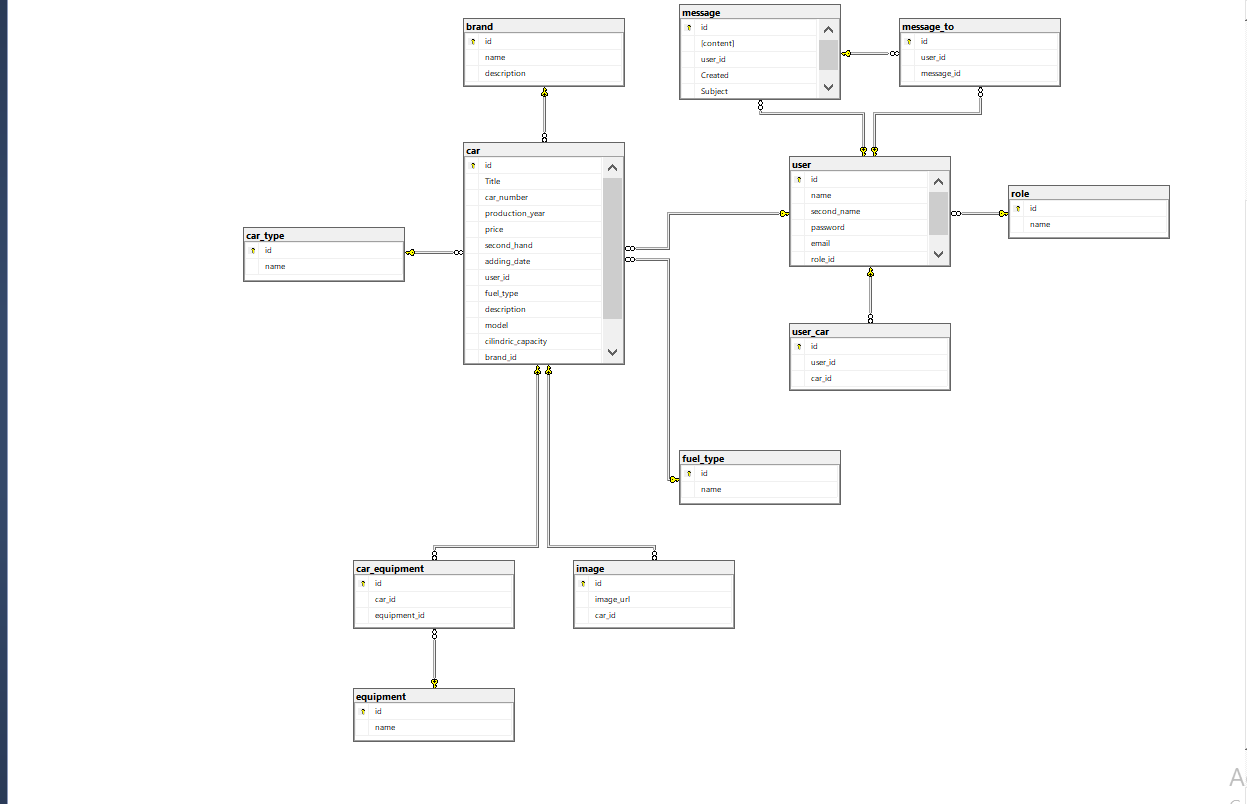 brand
id
name
description
message
id
[content]
user_id
Created
Subject
message_to
id
user_id
message_id
car
id
Title
car_number
production_year
price
second_hand
adding_date
user_id
fuel_type
description
model
cilindric_capacity
brand_id
user
id
name
second_name
password
email
role_id
role
id
name
car_type
id
name
user_car
id
user_id
car_id
fuel_type
id
name
car_equipment
id
car_id
equipment_id
image
id
image_url
car_id
equipment
id
name